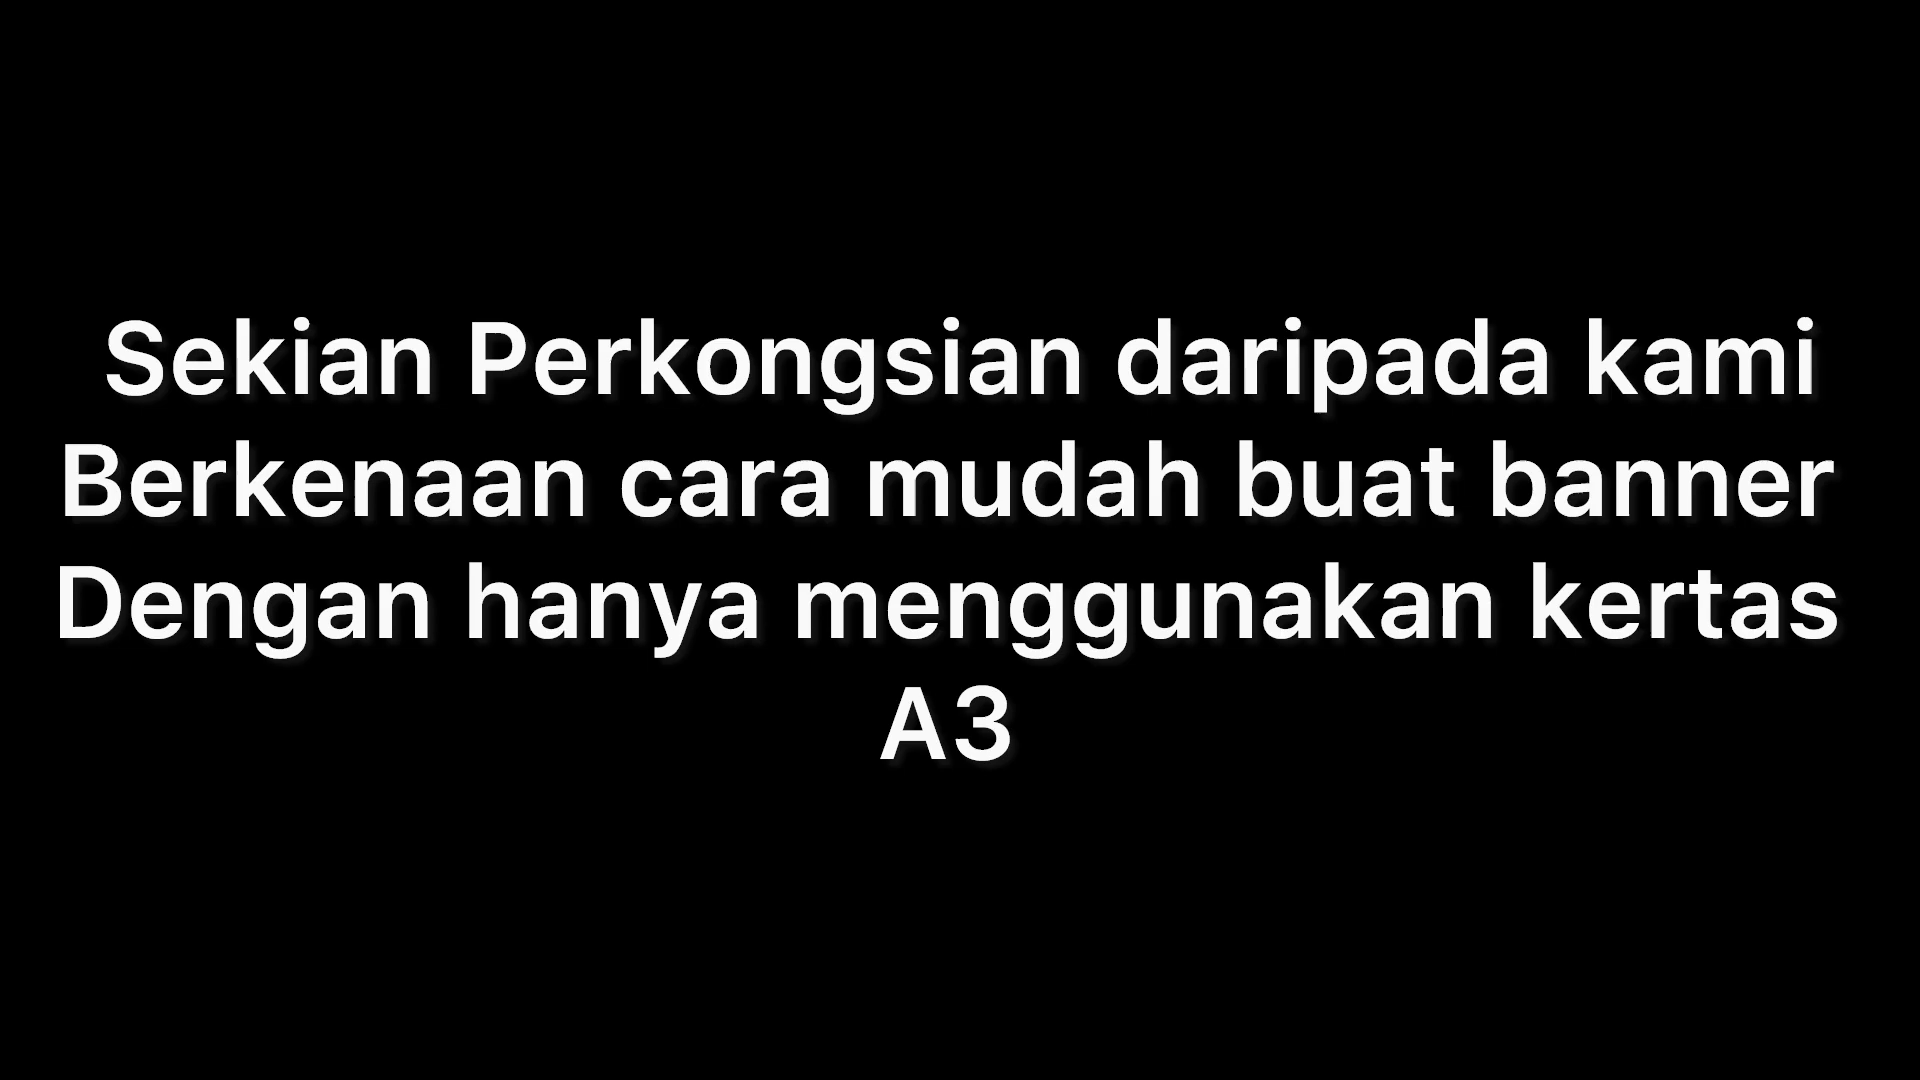 Sekian Perkongsian daripada kami
Berkenaan cara mudah buat banner
Dengan hanya menggunakan kertas
A3